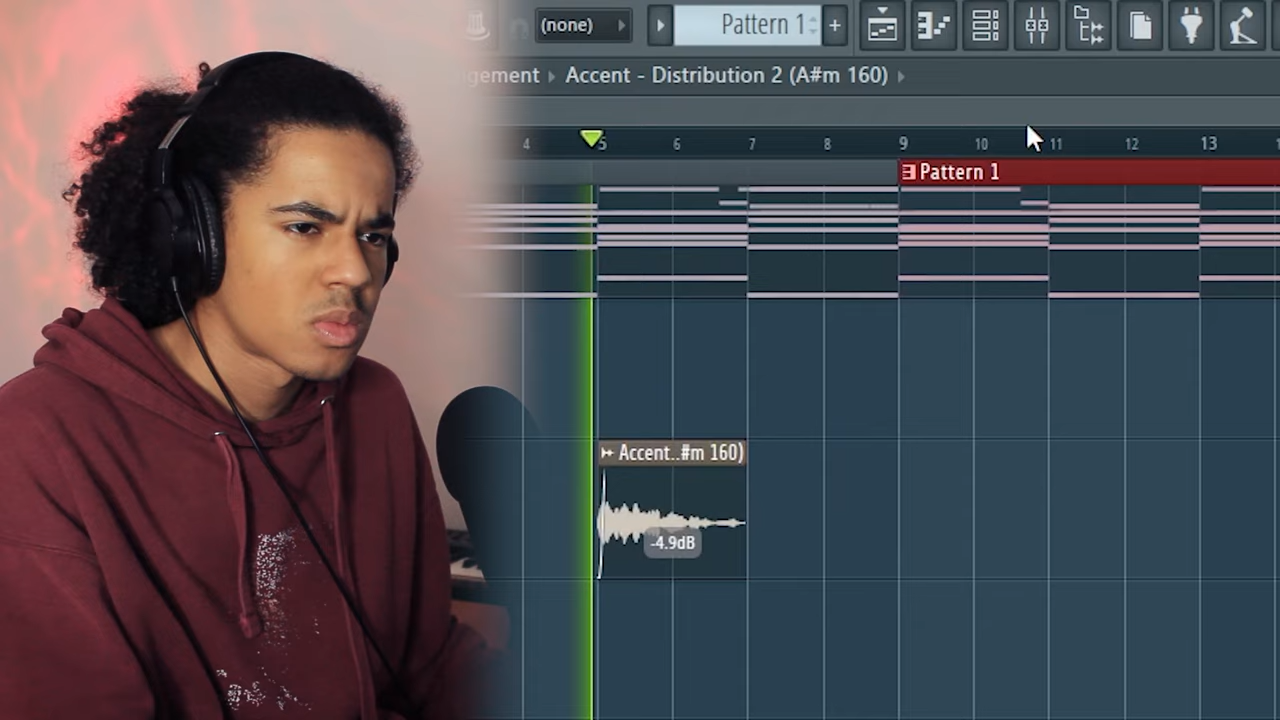 (none)
Pattern 1
+
gement
Accent - Distribution 2 (A#m 160)
4 5 6 7 8 9 10 11 12 13
Pattern 1
Accent..#m 160)
-4.9dB